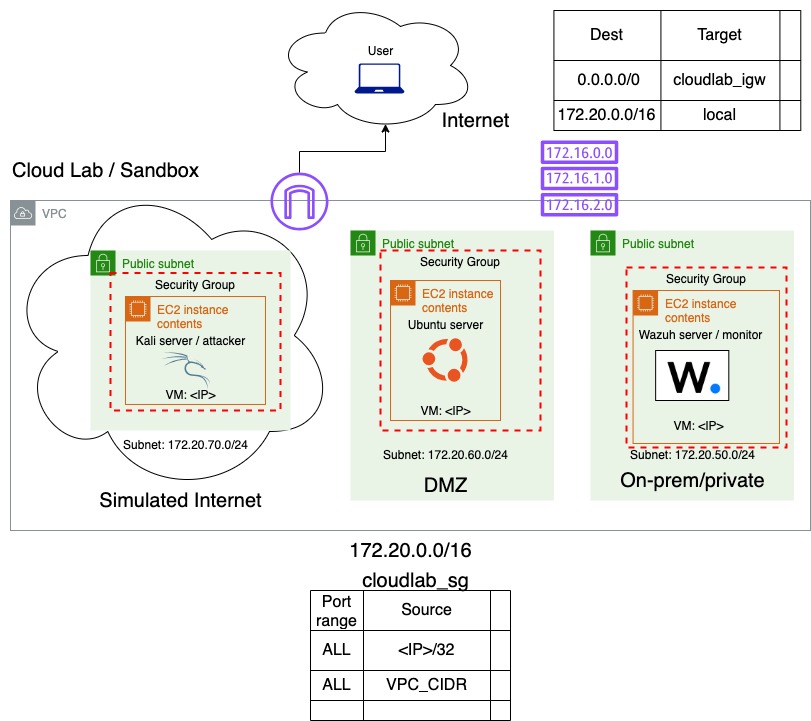 User
Internet
Dest Target
0.0.0.0/0 cloudlab_igw
172.20.0.0/16 local
172.16.0.0
172.16.1.0
172.16.2.0
Cloud Lab / Sandbox
VPC
Public subnet
Security Group
EC2 instance
contents
Kali server / attacker
VM: <IP>
Subnet: 172.20.70.0/24
Simulated Internet
Public subnet
Security Group
EC2 instance
contents
Ubuntu server
VM: <IP>
Subnet: 172.20.60.0/24
DMZ
Public subnet
Security Group
EC2 instance
contents
Wazuh server / monitor
W.
VM: <IP>
Subnet: 172.20.50.0/24
On-prem/private
172.20.0.0/16
cloudlab_sg
Port
range Source
ALL <IP>/32
ALL VPC_CIDR